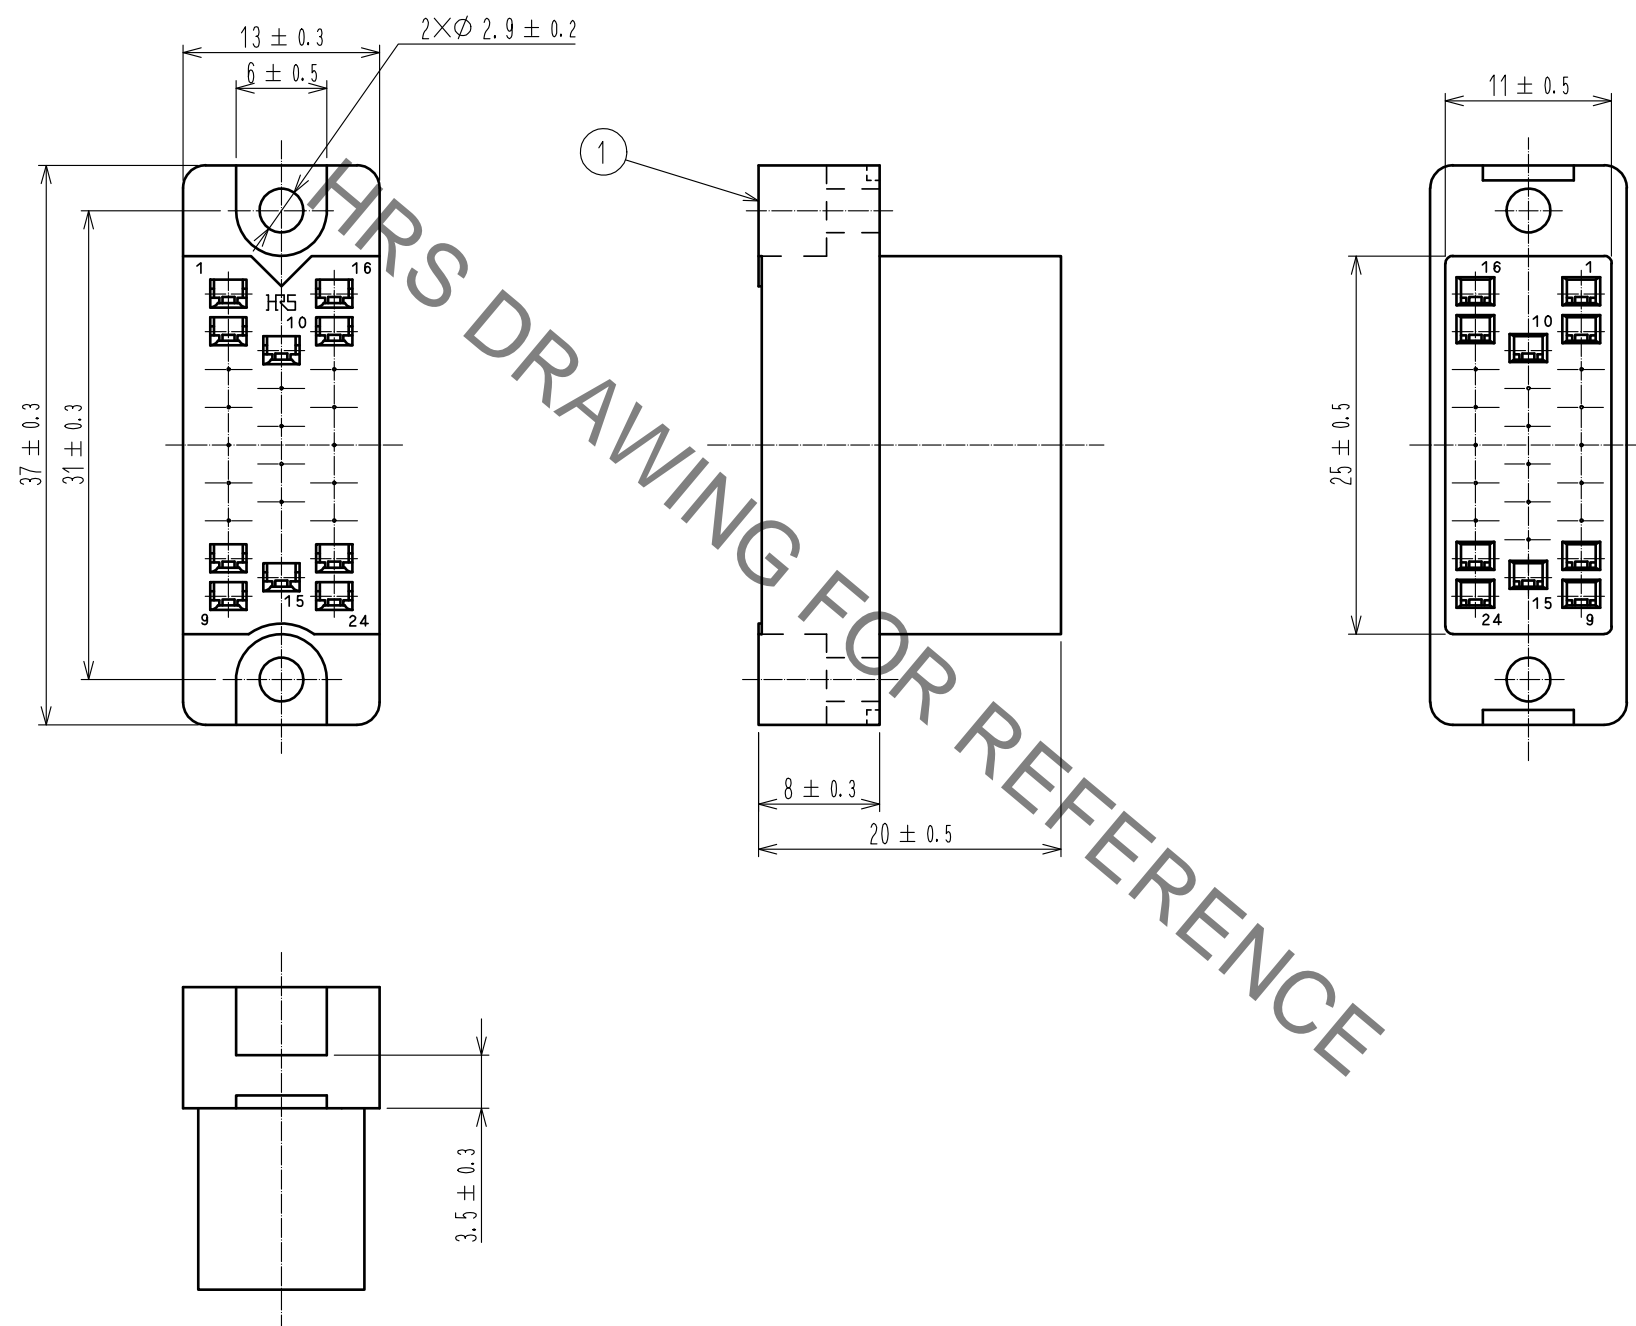 13 ± 0.3
2×Ø 2.9 ± 0.2
6 ± 0.5
37 ± 0.3
31 ± 0.3
1 16
HRS
10
15
9 24
1
8 ± 0.3
20 ± 0.5
11 ± 0.5
25 ± 0.5
16 1
10
15
24 9
3.5 ± 0.3
HRS DRAWING FOR REFERENCE